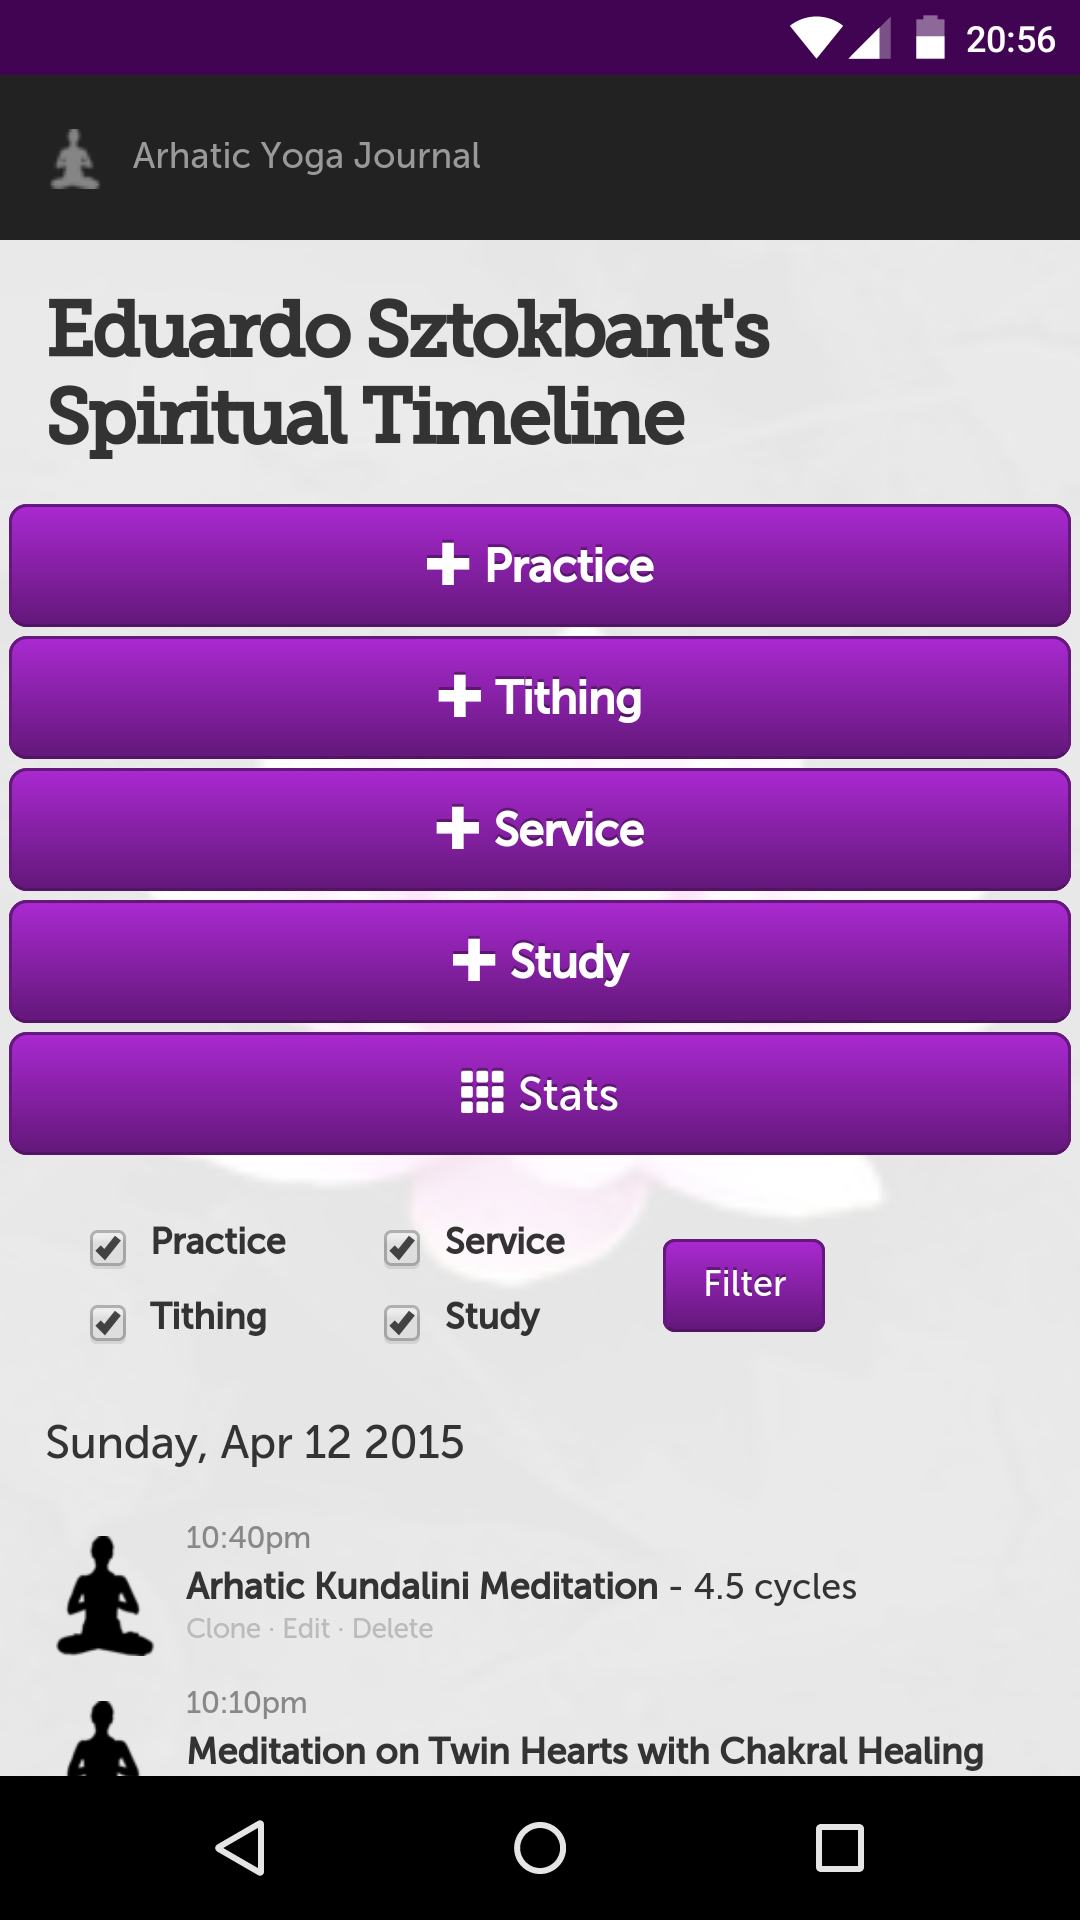 20:56
Arhatic Yoga Journal
Eduardo Sztokbant's
Spiritual Timeline
Practice
Tithing
Service
Study
Stats
Practice Service
Filter
Tithing Study
Sunday, Apr 12 2015
10:40pm
Arhatic Kundalini Meditation - 4.5 cycles
Clone · Edit · Delete
10:10pm
Meditation on Twin Hearts with Chakral Healing